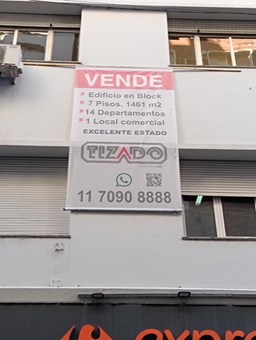 VENDE
Edificio en Block
7 Pisos. 1461 m2
14 Departamentos
1 Local comercial
EXCELENTE ESTADO
TIZADO
11 7090 8888
expre